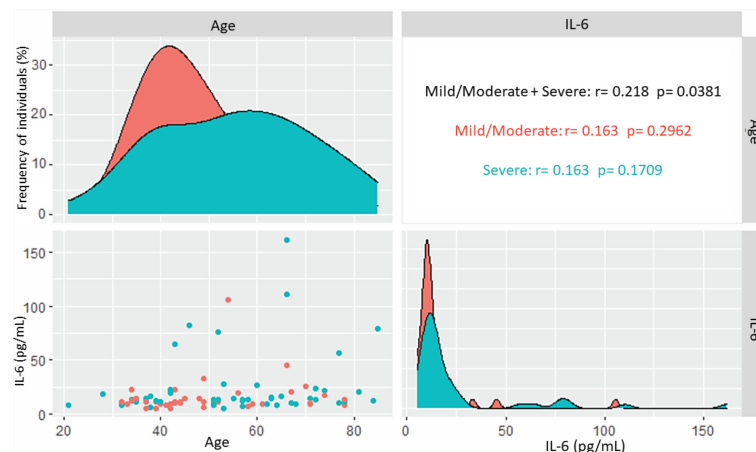 Age
IL-6
Frequency of individuals (%)
30
20
10
0
Mild/Moderate + Severe: r= 0.218 p= 0.0381
Mild/Moderate: r= 0.163 p= 0.2962
Severe: r= 0.163 p= 0.1709
Age
IL-6 (pg/mL)
150
100
50
0
20
40
60
80
Age
0
50
100
150
IL-6 (pg/mL)
IL-6